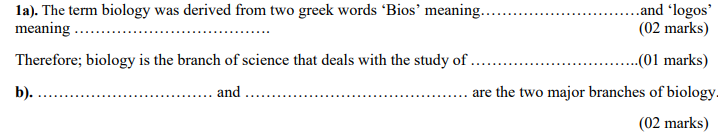 1a). The term biology was derived from two greek words ‘Bios’ meaning…………………………..and ‘logos’
meaning ………………………………. (02 marks)
Therefore; biology is the branch of science that deals with the study of …………………………..(01 marks)
b). …………………………… and …………………………………… are the two major branches of biology.
(02 marks)